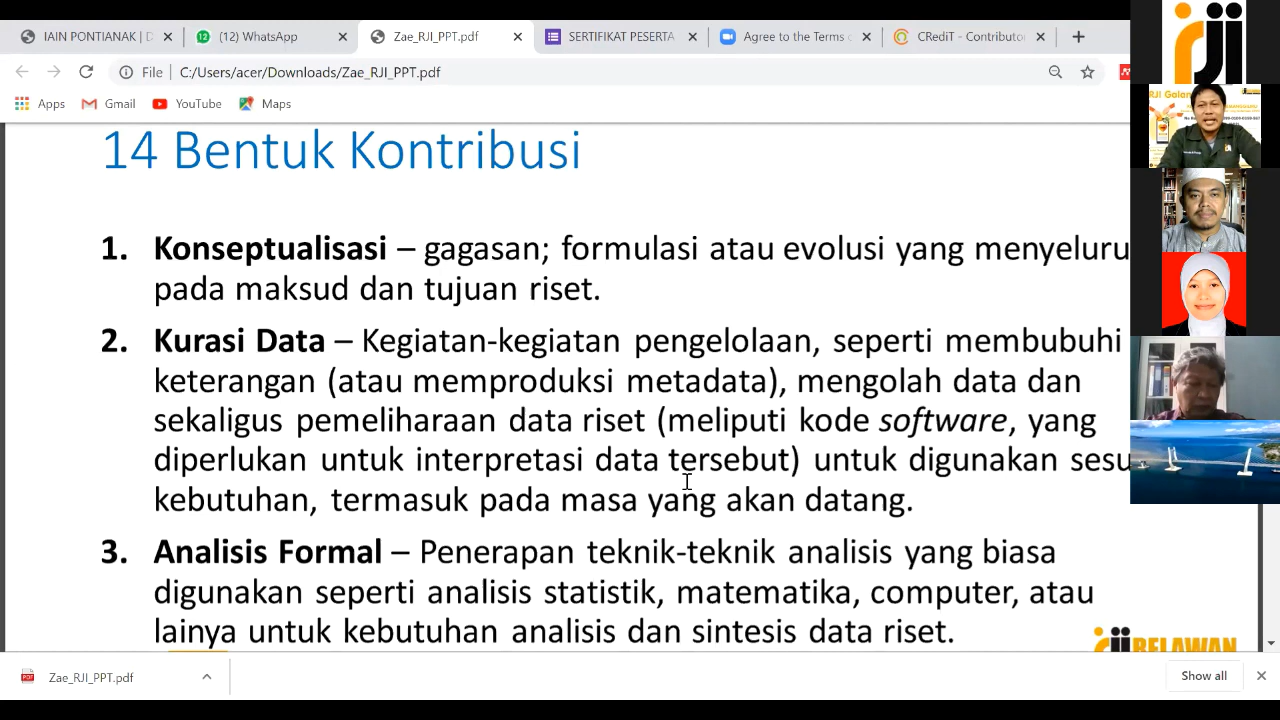 IAIN PONTIANAK | D
(12) WhatsApp
Zae_RJI_PPT.pdf
SERTIFIKAT PESERTA
Agree to the Terms o
CRediT - Contributo
File
C:/Users/acer/Downloads/Zae_RJI_PPT.pdf
Apps
Gmail
YouTube
Maps
rji
RJI Galan
14 Bentuk Kontribusi
1. Konseptualisasi – gagasan; formulasi atau evolusi yang menyeluru
pada maksud dan tujuan riset.
2. Kurasi Data – Kegiatan-kegiatan pengelolaan, seperti membubuhi
keterangan (atau memproduksi metadata), mengolah data dan
sekaligus pemeliharaan data riset (meliputi kode software, yang
diperlukan untuk interpretasi data tersebut) untuk digunakan sesu
kebutuhan, termasuk pada masa yang akan datang.
3. Analisis Formal – Penerapan teknik-teknik analisis yang biasa
digunakan seperti analisis statistik, matematika, computer, atau
lainya untuk kebutuhan analisis dan sintesis data riset.
BELAWAN
Zae_RJI_PPT.pdf
Show all